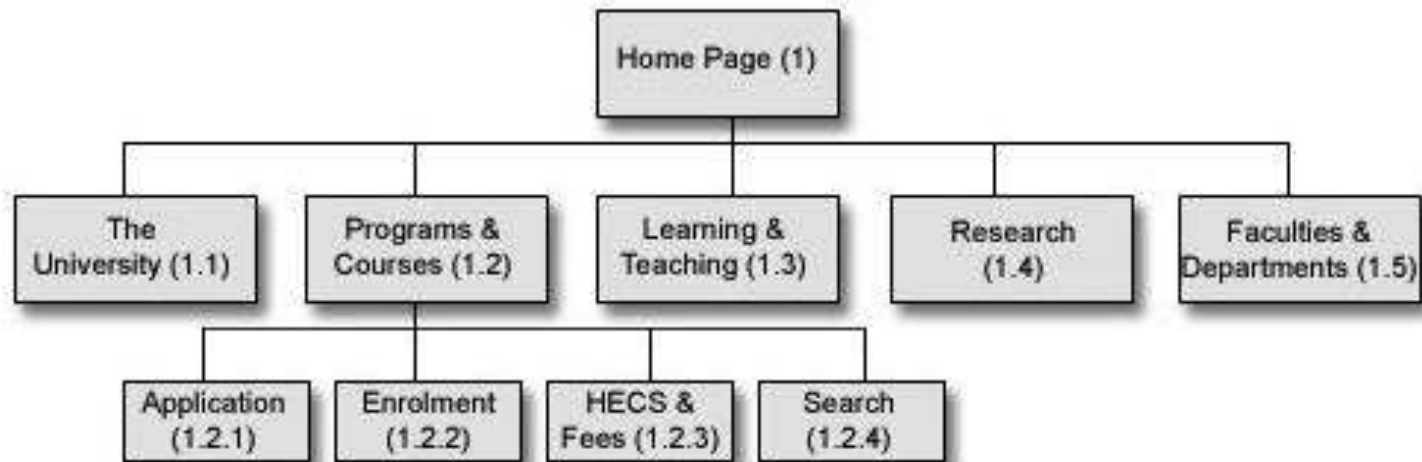 Home Page (1)
The
University (1.1)
Programs &
Courses (1.2)
Learning &
Teaching (1.3)
Research
(1.4)
Faculties &
Departments (1.5)
Application
(1.2.1)
Enrolment
(1.2.2)
HECS &
Fees (1.2.3)
Search
(1.2.4)